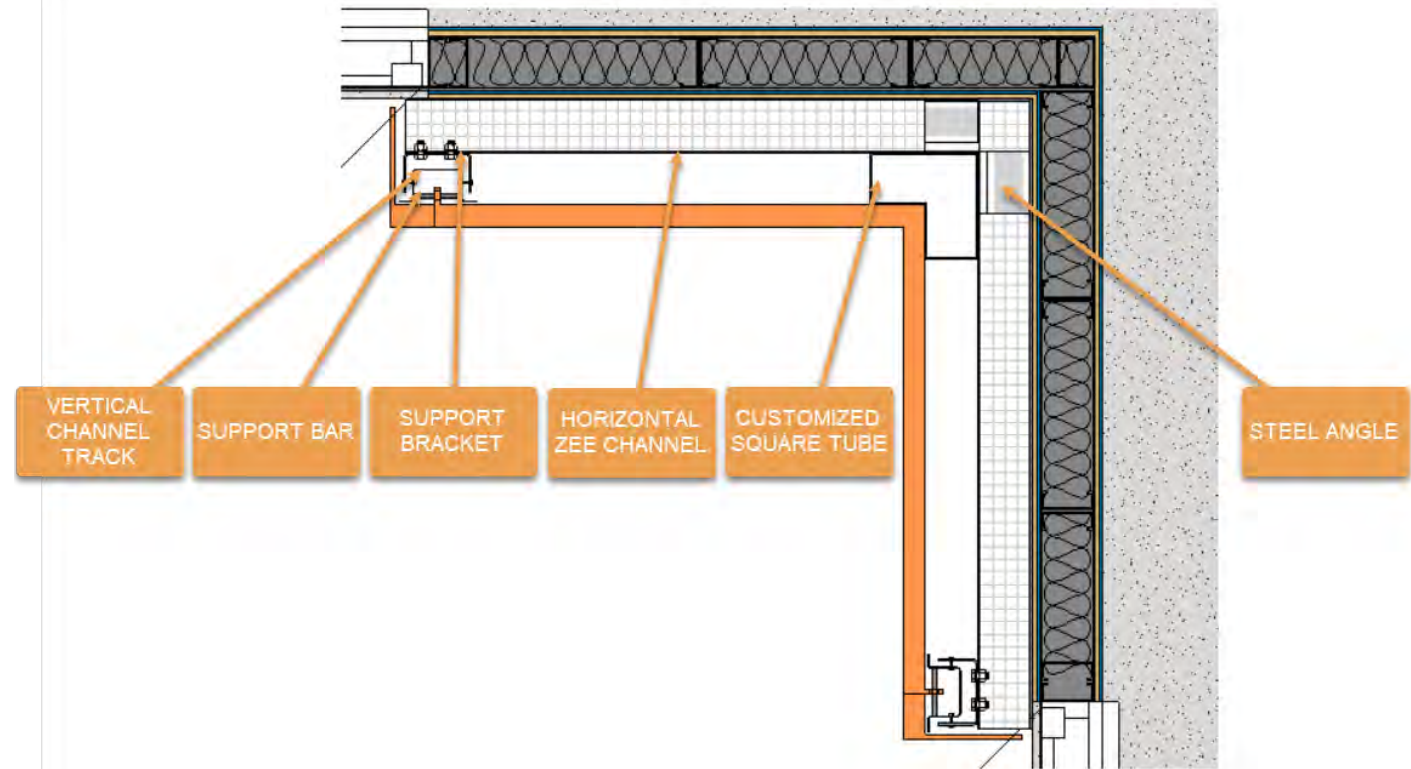 VERTICAL
CHANNEL
TRACK
SUPPORT BAR
SUPPORT
BRACKET
HORIZONTAL
ZEE CHANNEL
CUSTOMIZED
SQUARE TUBE
STEEL ANGLE